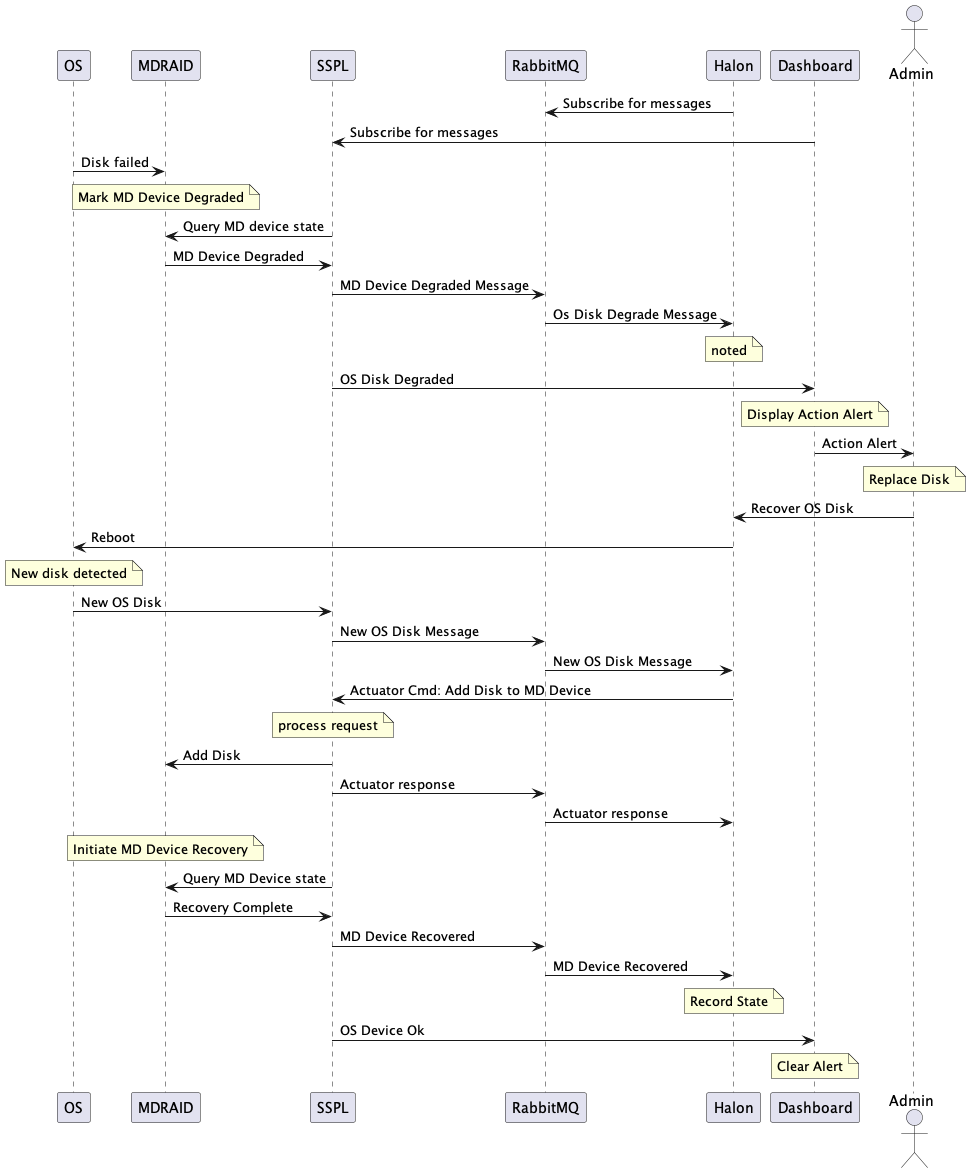 OS
MDRAID
SSPL
RabbitMQ
Halon
Dashboard
Admin
Subscribe for messages
Subscribe for messages
Disk failed
Mark MD Device Degraded
Query MD device state
MD Device Degraded
MD Device Degraded Message
Os Disk Degrade Message
noted
OS Disk Degraded
Display Action Alert
Action Alert
Replace Disk
Recover OS Disk
Reboot
New disk detected
New OS Disk
New OS Disk Message
New OS Disk Message
Actuator Cmd: Add Disk to MD Device
process request
Add Disk
Actuator response
Actuator response
Initiate MD Device Recovery
Query MD Device state
Recovery Complete
MD Device Recovered
MD Device Recovered
Record State
OS Device Ok
Clear Alert
OS
MDRAID
SSPL
RabbitMQ
Halon
Dashboard
Admin